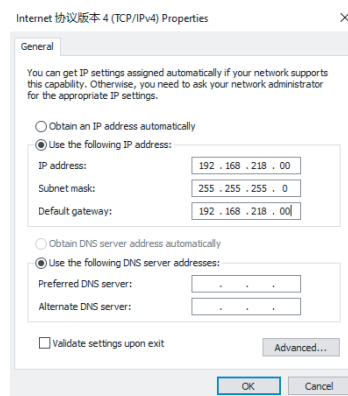 Internet 协议版本 4 (TCP/IPv4) Properties
General
You can get IP settings assigned automatically if your network supports
this capability. Otherwise, you need to ask your network administrator
for the appropriate IP settings.
Obtain an IP address automatically
Use the following IP address:
IP address: 192 . 168 . 218 . 00
Subnet mask: 255 . 255 . 255 . 0
Default gateway: 192 . 168 . 218 . 00
Obtain DNS server address automatically
Use the following DNS server addresses:
Preferred DNS server: . . .
Alternate DNS server: . . .
Validate settings upon exit
Advanced...
OK Cancel